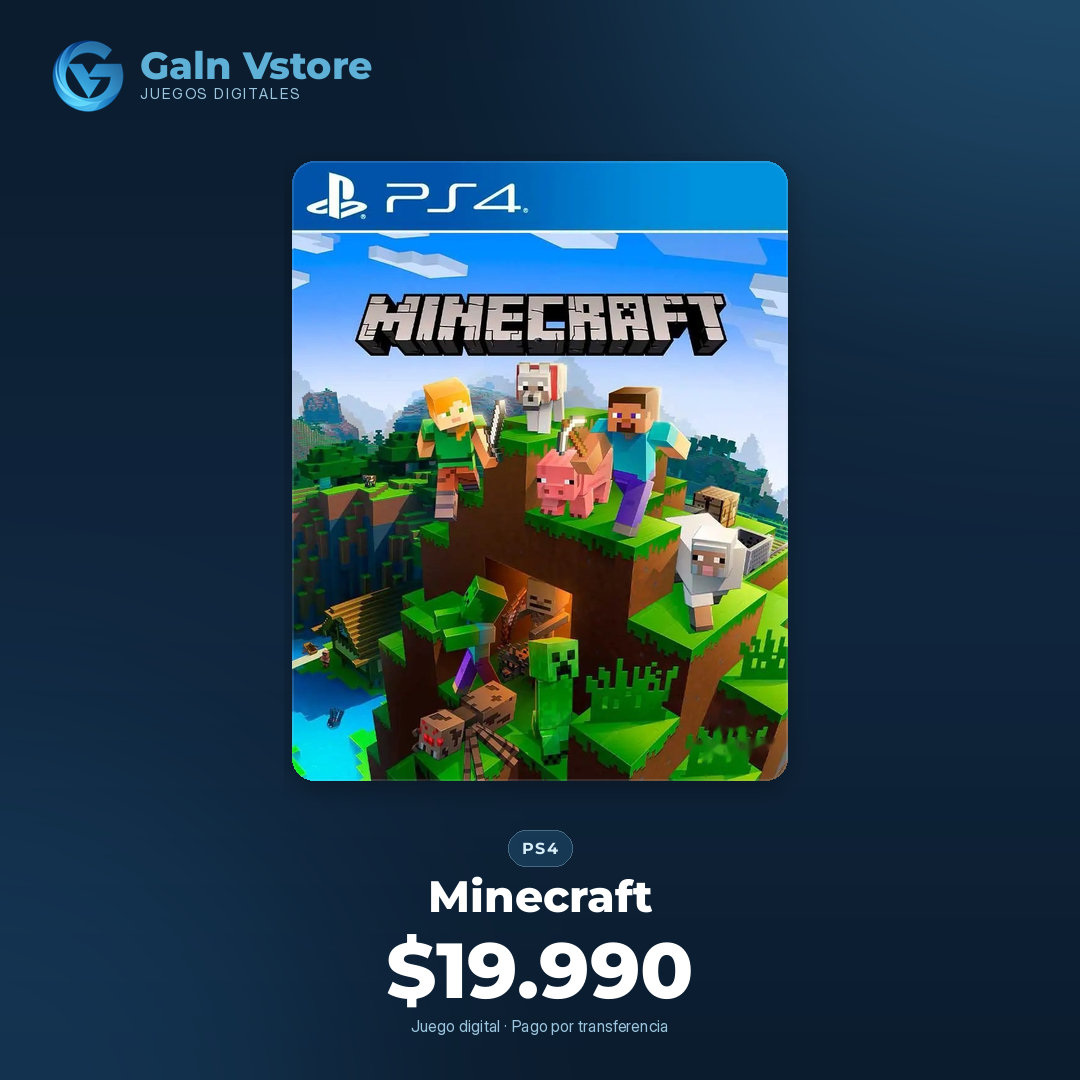 Galn Vstore
JUEGOS DIGITALES
PS4
MINECRAFT
PS4
Minecraft
$19.990
Juego digital · Pago por transferencia